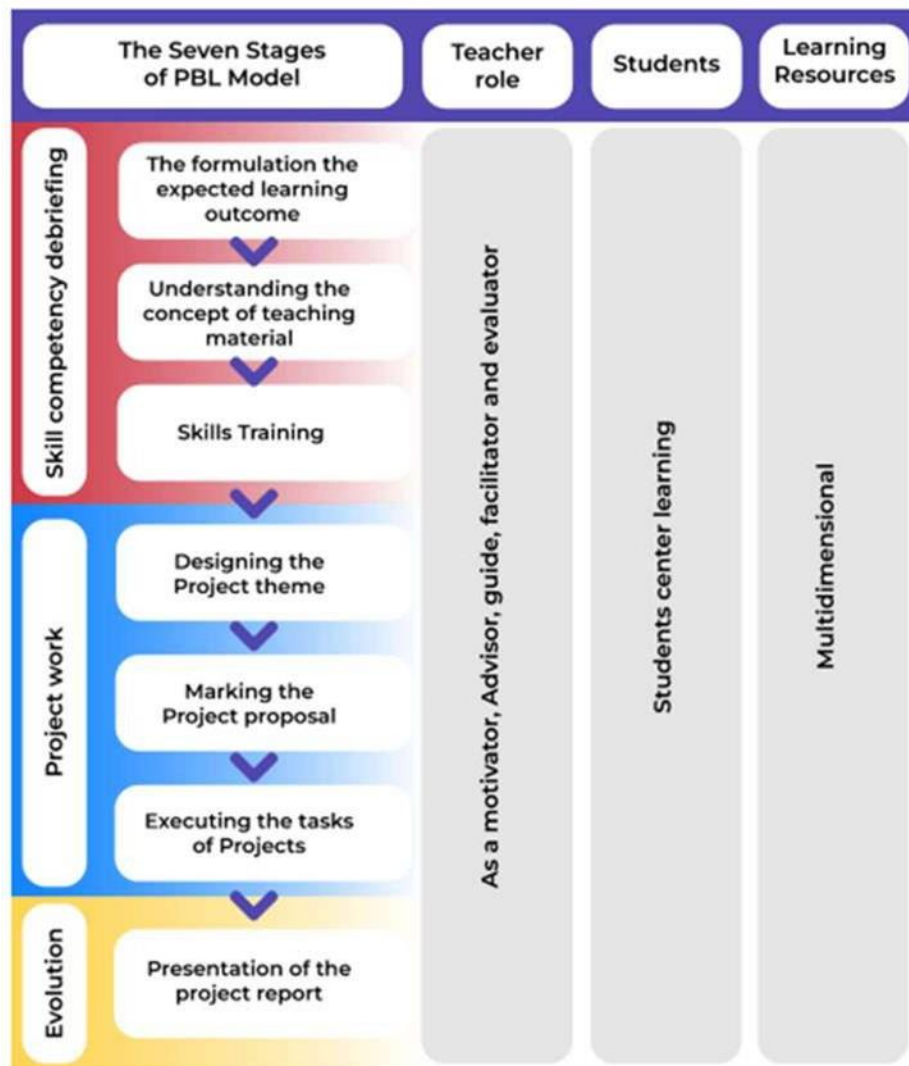 The Seven Stages
of PBL Model
Teacher
role
Students
Learning
Resources
Skill competency debriefing
The formulation the
expected learning
outcome
Understanding the
concept of teaching
material
Skills Training
Project work
Designing the
Project theme
Marking the
Project proposal
Executing the tasks
of Projects
Evolution
Presentation of the
project report
As a motivator, Advisor, guide, facilitator and evaluator
Students center learning
Multidimensional